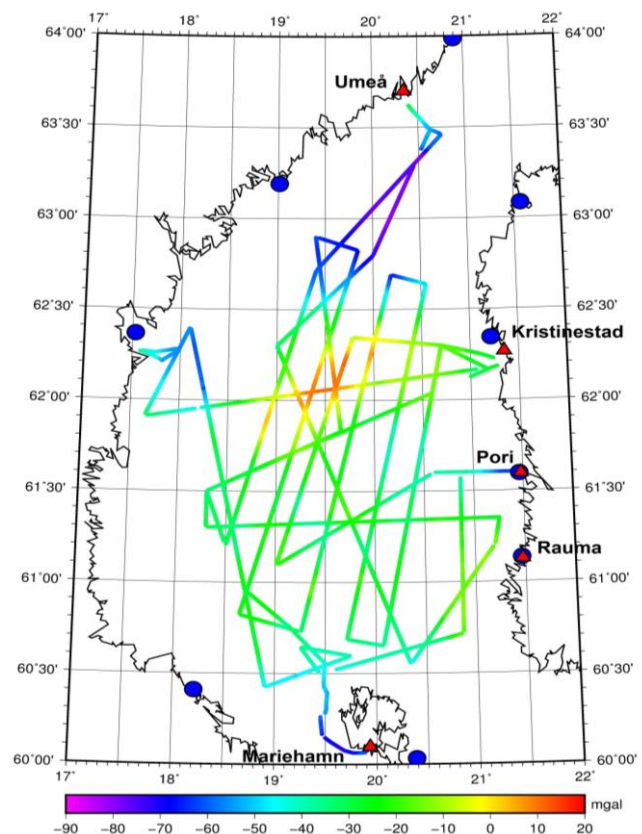 17˚ 18˚ 19˚ 20˚ 21˚ 22˚
64˚00' 64˚00'
Umeå
63˚30' 63˚30'
63˚00' 63˚00'
62˚30' 62˚30'
Kristinestad
62˚00' 62˚00'
Pori
61˚30' 61˚30'
Rauma
61˚00' 61˚00'
60˚30' 60˚30'
Mariehamn
60˚00' 60˚00'
17˚ 18˚ 19˚ 20˚ 21˚ 22˚
mgal
−90 −80 −70 −60 −50 −40 −30 −20 −10 0 10 20